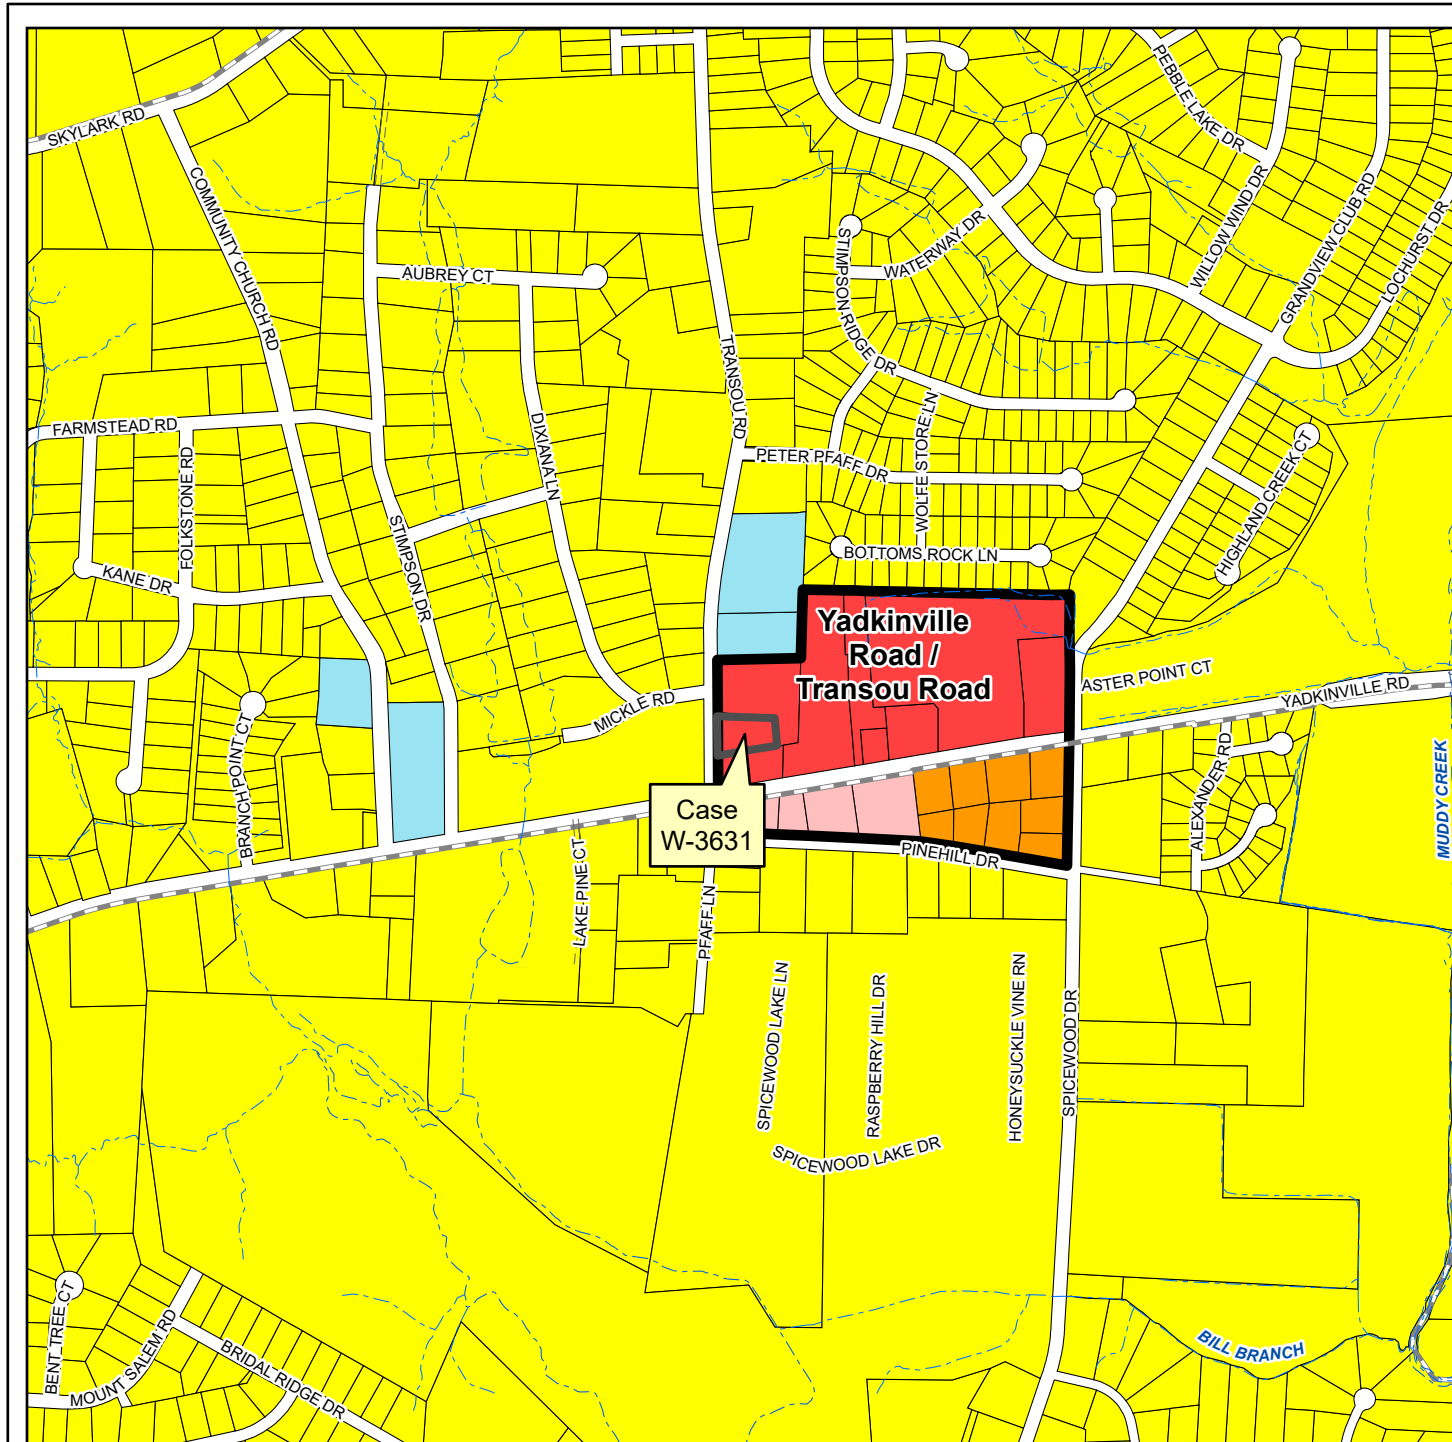 PEBBLE LAKE DR
SKYLARK RD
COMMUNITY CHURCH RD
WILLOW WIND DR
GRANDVIEW CLUB RD
LOCHURST DR
WATERWAY DR
STIMPSON RIDGE DR
AUBREY CT
TRANSOU RD
FARMSTEAD RD
FOLKSTONE RD
DIXIANA LN
PETER PFAFF DR
WOLFE STORE LN
HIGHLAND CREEK CT
BOTTOMS ROCK LN
KANE DR
STIMPSON DR
Yadkinville
Road /
Transou Road
ASTER POINT CT
YADKINVILLE RD
MICKLE RD
BRANCH POINT CT
ALEXANDER RD
MUDDY CREEK
Case
W-3631
PINEHILL DR
LAKE PINE CT
PFAFF LN
SPICEWOOD LAKE LN
RASPBERRY HILL DR
HONEYSUCKLE VINE RN
SPICEWOOD DR
SPICEWOOD LAKE DR
BENT TREE CT
MOUNT SALEM RD
BRIDAL RIDGE DR
BILL BRANCH